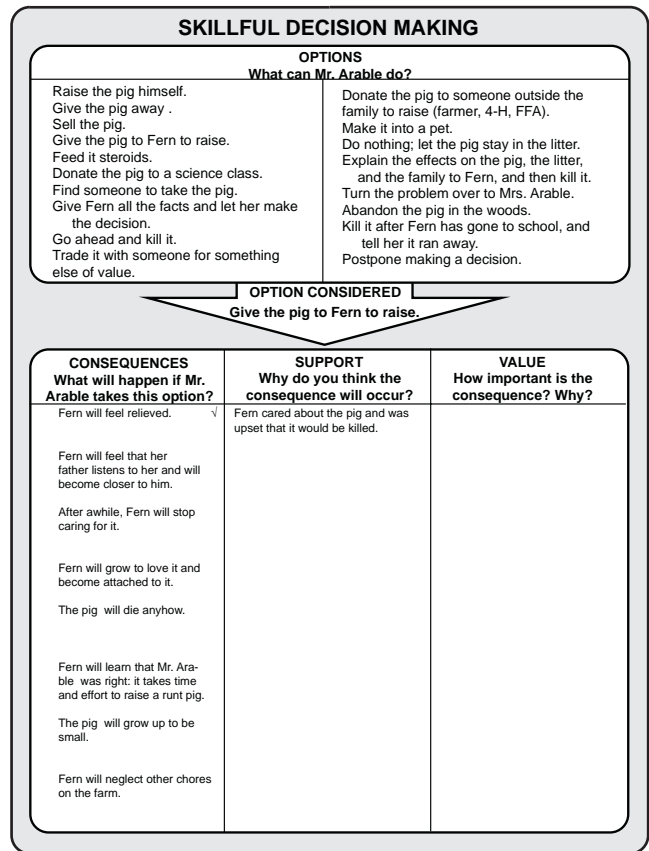 SKILLFUL DECISION MAKING
OPTIONS
What can Mr. Arable do?
Raise the pig himself.
Give the pig away .
Sell the pig.
Give the pig to Fern to raise.
Feed it steroids.
Donate the pig to a science class.
Find someone to take the pig.
Give Fern all the facts and let her make
the decision.
Go ahead and kill it.
Trade it with someone for something
else of value.
Donate the pig to someone outside the
family to raise (farmer, 4-H, FFA).
Make it into a pet.
Do nothing; let the pig stay in the litter.
Explain the effects on the pig, the litter,
and the family to Fern, and then kill it.
Turn the problem over to Mrs. Arable.
Abandon the pig in the woods.
Kill it after Fern has gone to school, and
tell her it ran away.
Postpone making a decision.
OPTION CONSIDERED
Give the pig to Fern to raise.
CONSEQUENCES
What will happen if Mr.
Arable takes this option?
Fern will feel relieved. √
Fern will feel that her
father listens to her and will
become closer to him.
After awhile, Fern will stop
caring for it.
Fern will grow to love it and
become attached to it.
The pig will die anyhow.
Fern will learn that Mr. Ara-
ble was right: it takes time
and effort to raise a runt pig.
The pig will grow up to be
small.
Fern will neglect other chores
on the farm.
SUPPORT
Why do you think the
consequence will occur?
Fern cared about the pig and was
upset that it would be killed.
VALUE
How important is the
consequence? Why?